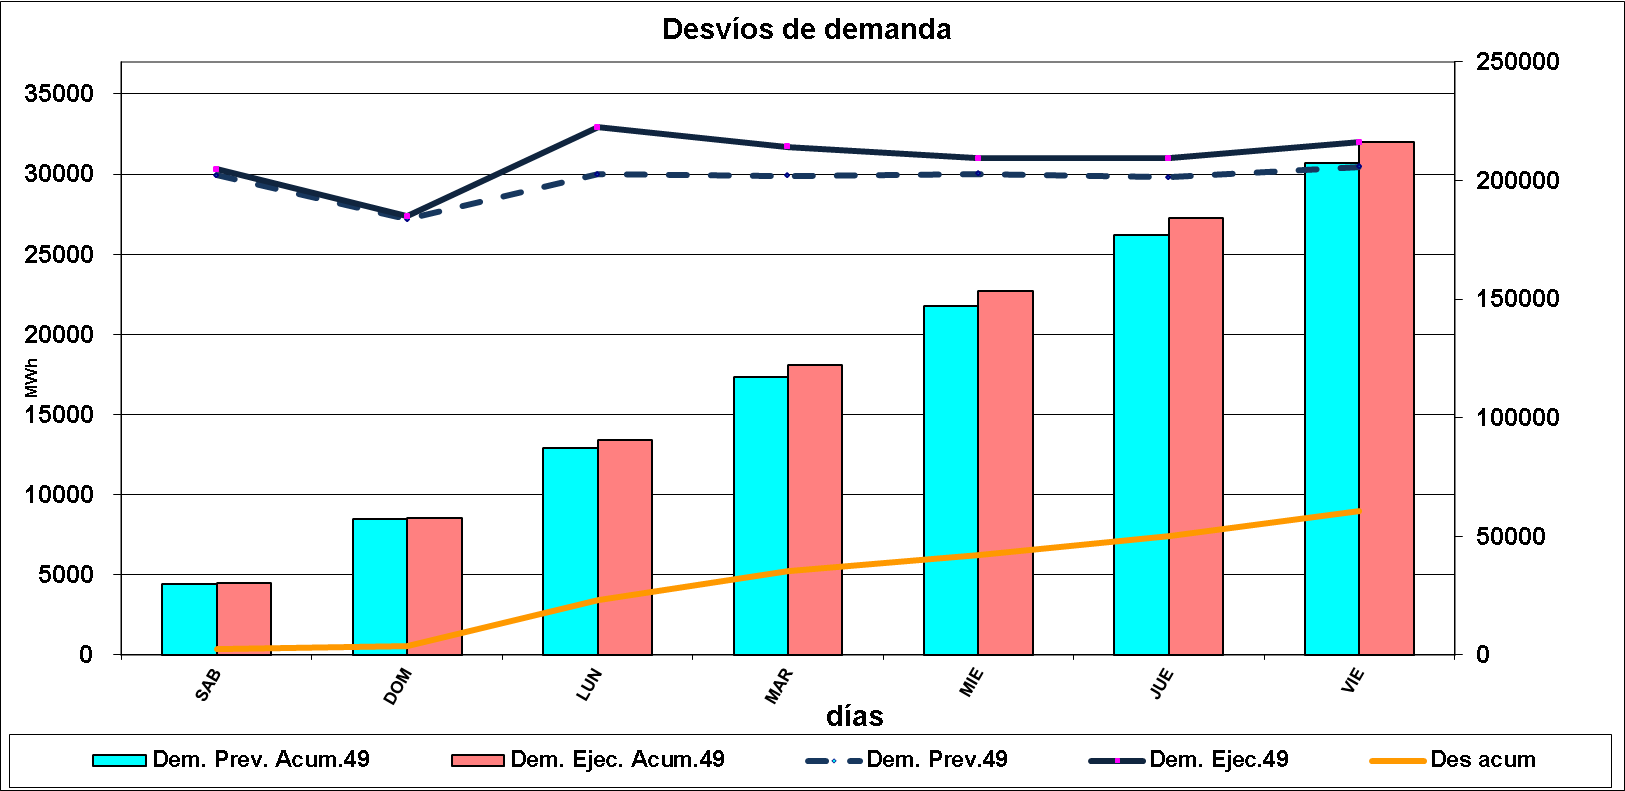 Desvíos de demanda
250000
35000
30000
200000
25000
150000
20000
MWh
15000
100000
10000
50000
5000
0
0
SAB
DOM
LUN
MAR
MIE
JUE
VIE
días
Dem. Prev. Acum.49
Dem. Ejec. Acum.49
Dem. Prev.49
Dem. Ejec.49
Des acum